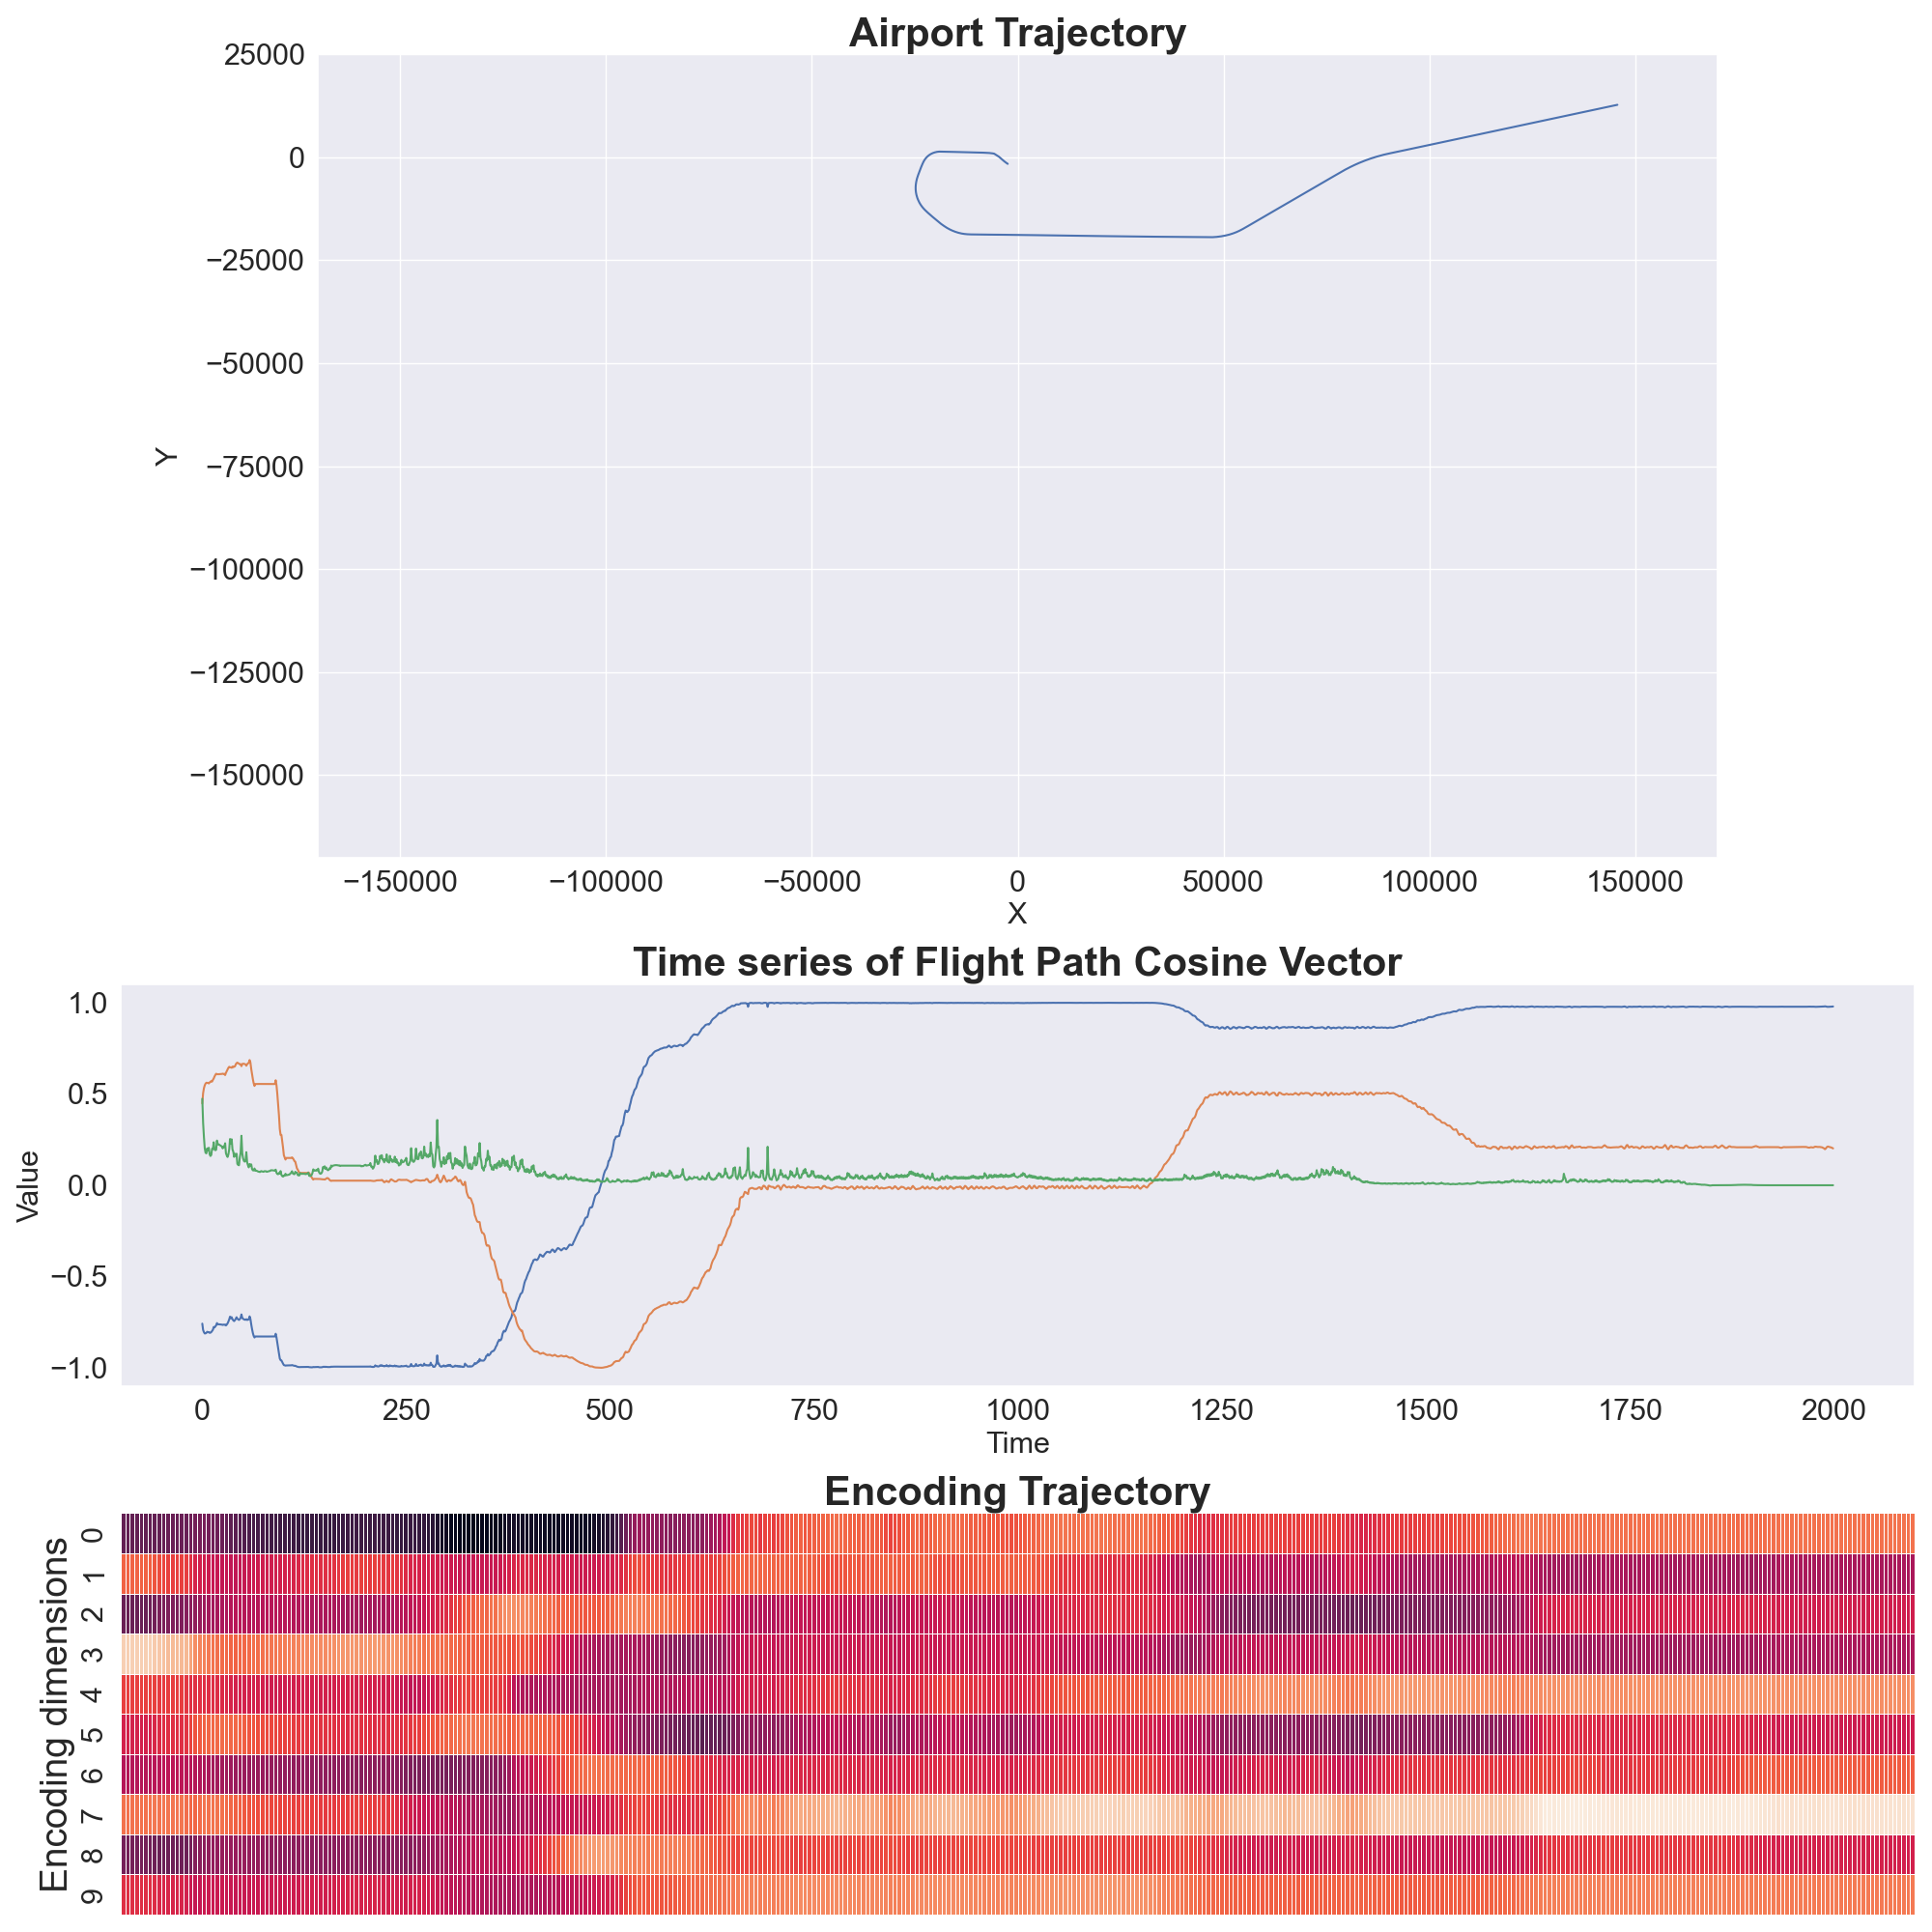 Airport Trajectory
25000
0
−25000
−50000
−75000
−100000
−125000
−150000
Y
−150000 −100000 −50000 0 50000 100000 150000
X
Time series of Flight Path Cosine Vector
1.0
0.5
0.0
−0.5
−1.0
Value
0 250 500 750 1000 1250 1500 1750 2000
Time
Encoding Trajectory
Encoding dimensions
0
1
2
3
4
5
6
7
8
9